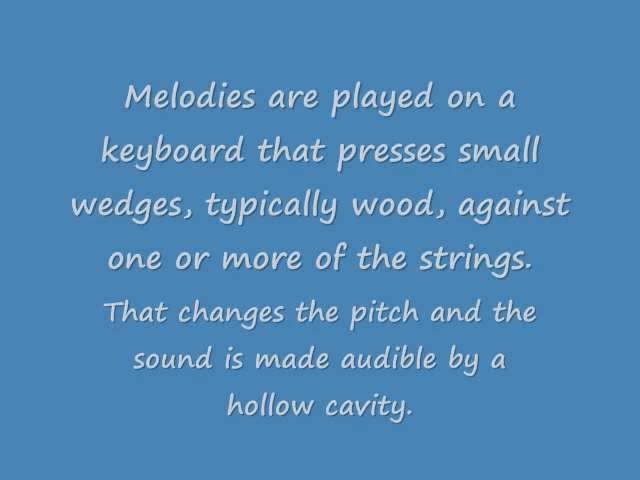 Melodies are played on a
keyboard that presses small
wedges, typically wood, against
one or more of the strings.
That changes the pitch and the
sound is made audible by a
hollow cavity.